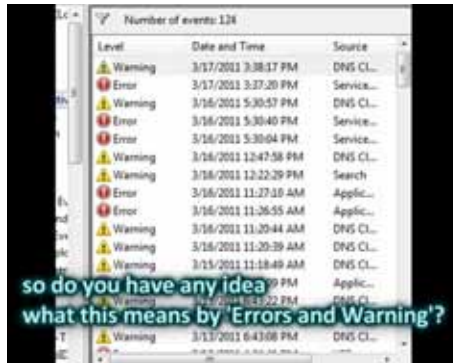 Number of events: 124
Level Date and Time Source
Warning 3/17/2011 3:38:17 PM DNS Cl...
Error 3/17/2011 3:37:20 PM Service...
Warning 3/16/2011 5:30:57 PM DNS Cl...
Error 3/16/2011 5:30:40 PM Service...
Error 3/16/2011 5:30:04 PM Service...
Warning 3/16/2011 12:47:58 PM DNS Cl...
Warning 3/16/2011 12:22:29 PM Search
Error 3/16/2011 11:27:10 AM Applic...
Error 3/16/2011 11:26:55 AM Applic...
Warning 3/16/2011 11:20:44 AM DNS Cl...
Warning 3/16/2011 11:20:39 AM DNS Cl...
Warning 3/15/2011 11:18:49 AM DNS Cl...
so do you have any idea
what this means by 'Errors and Warning'?
Warning 3/13/2011 6:43:08 PM DNS Cl...